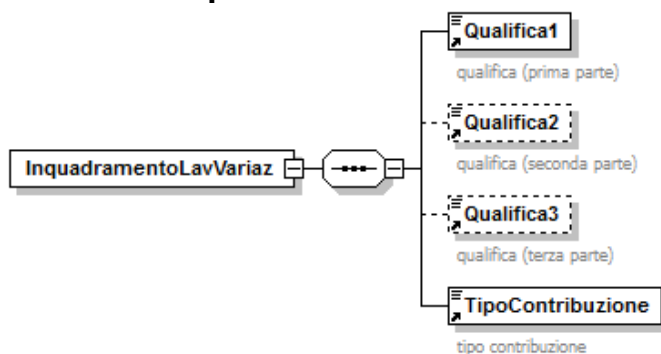 Qualifica1
qualifica (prima parte)
Qualifica2
qualifica (seconda parte)
InquadramentoLavVariaz
Qualifica3
qualifica (terza parte)
TipoContribuzione
tipo contribuzione